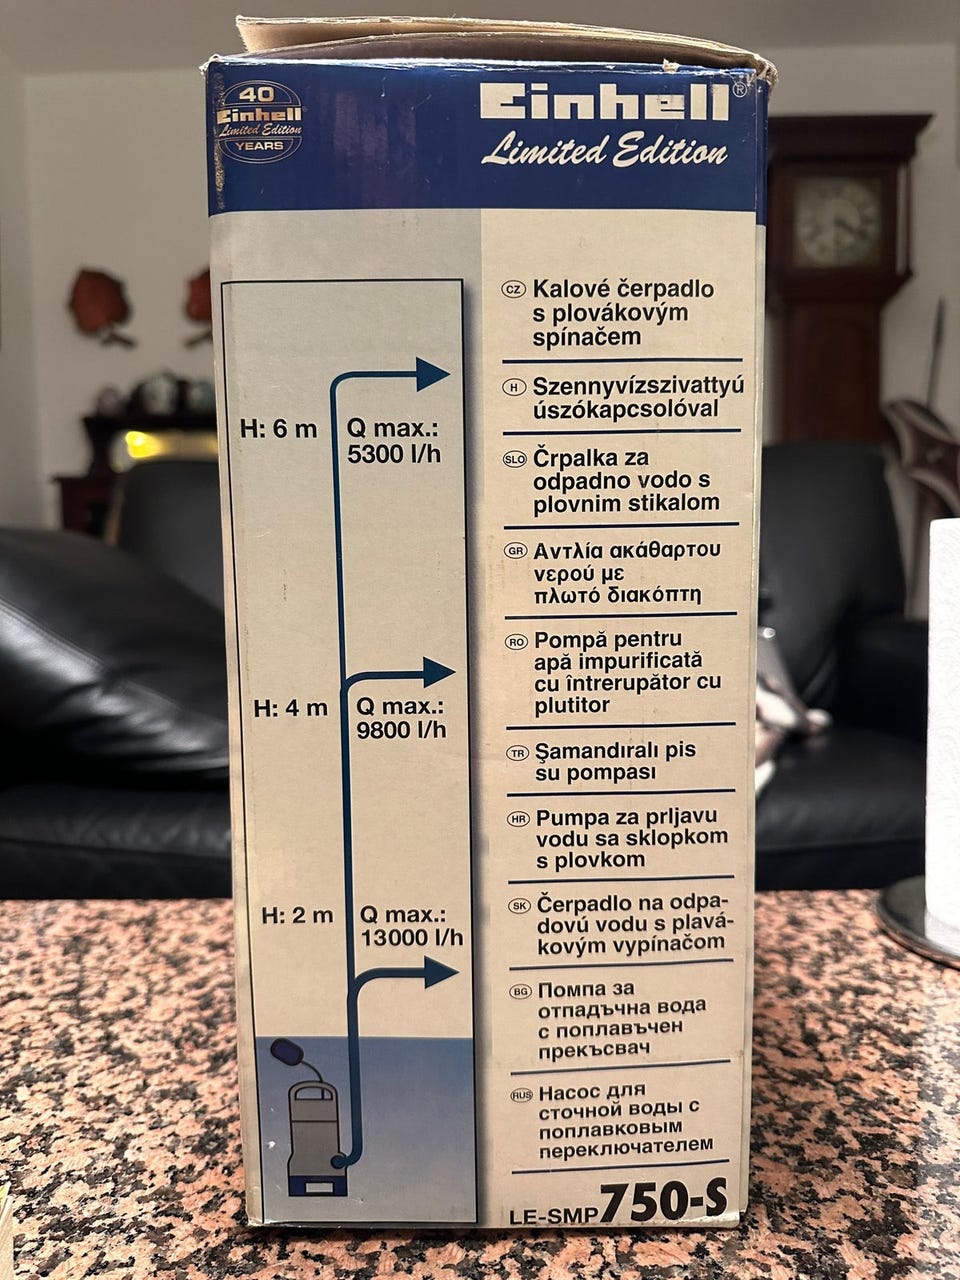 40
Einhell
Limited Edition
YEARS
Einhell®
Limited Edition
H: 6 m
Q max.:
5300 l/h
H: 4 m
Q max.:
9800 l/h
H: 2 m
Q max.:
13000 l/h
CZ Kalové čerpadlo
s plovákovým
spínačem
H Szennyvízszivattyú
úszókapcsolóval
SLO Črpalka za
odpadno vodo s
plovnim stikalom
GR Αντλία ακάθαρτου
νερού με
πλωτό διακόπτη
RO Pompă pentru
apă impurificată
cu întrerupător cu
plutitor
TR Şamandıralı pis
su pompası
HR Pumpa za prljavu
vodu sa sklopkom
s plovkom
SK Čerpadlo na odpa-
dovú vodu s plavá-
kovým vypínačom
BG Помпа за
отпадъчна вода
с поплавъчен
прекъсвач
RUS Насос для
сточной воды с
поплавковым
переключателем
LE-SMP 750-S